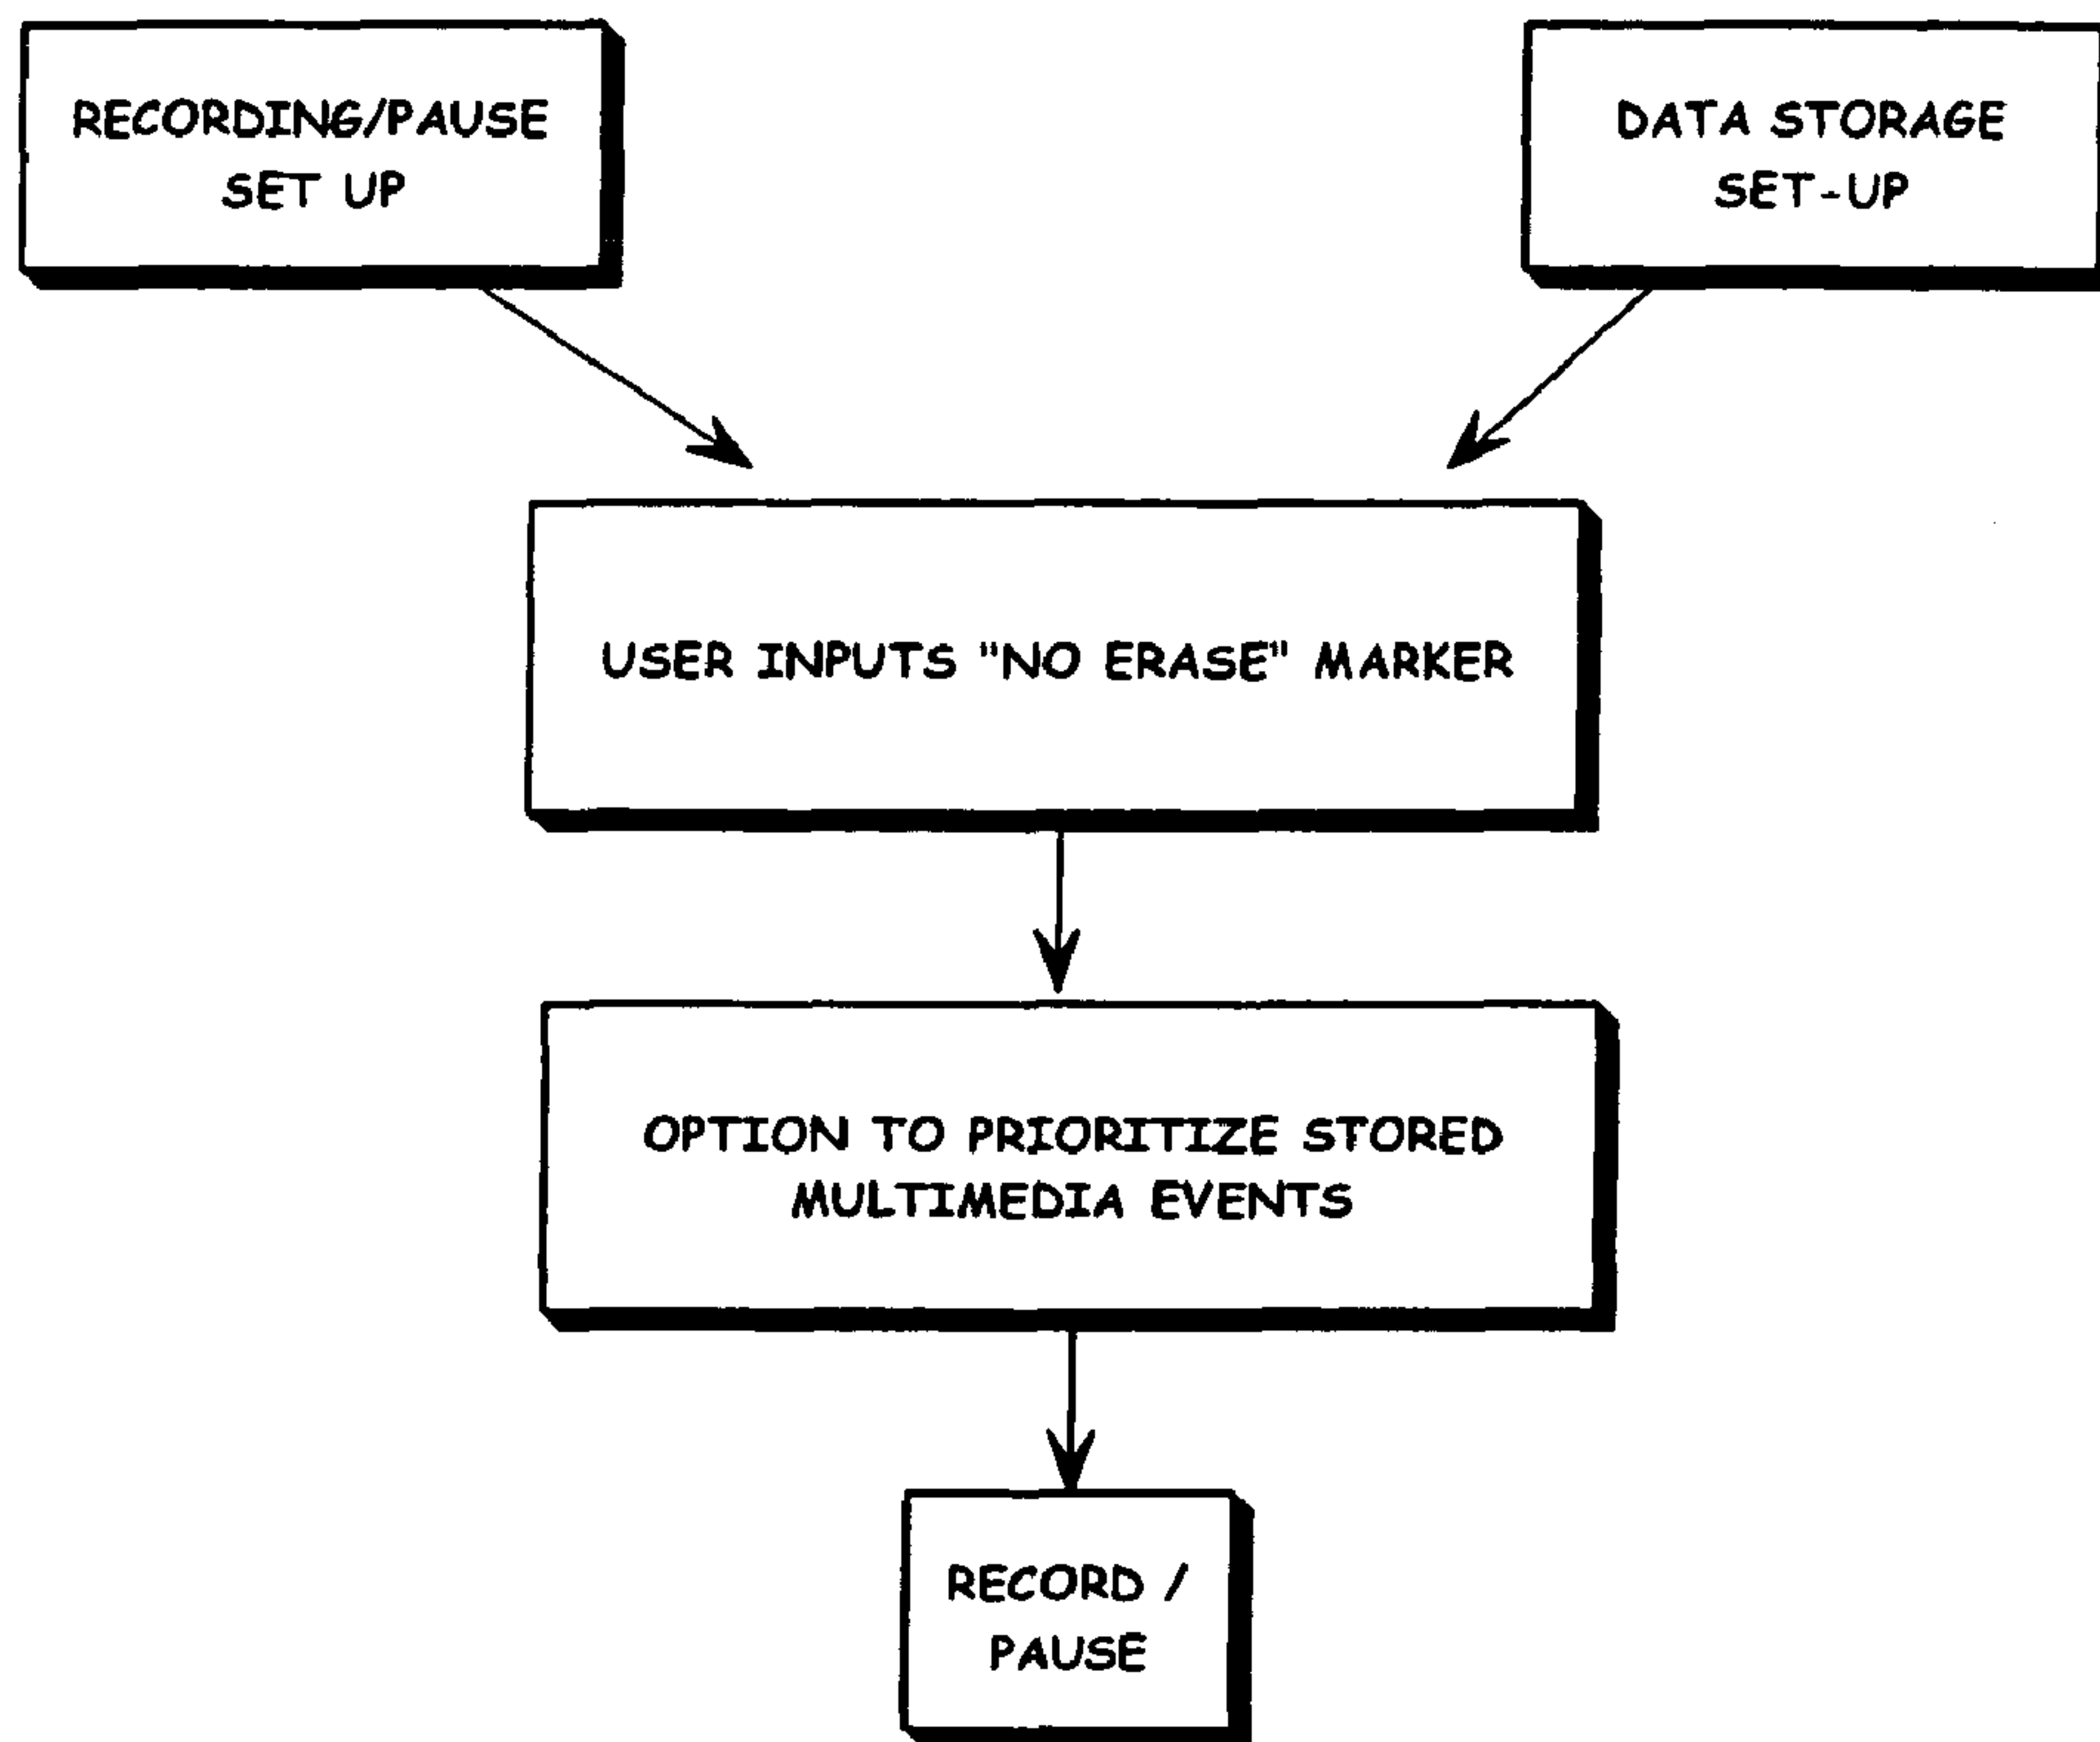 RECORDING/PAUSE
SET UP
DATA STORAGE
SET-UP
USER INPUTS "NO ERASE" MARKER
OPTION TO PRIORITIZE STORED
MULTIMEDIA EVENTS
RECORD /
PAUSE